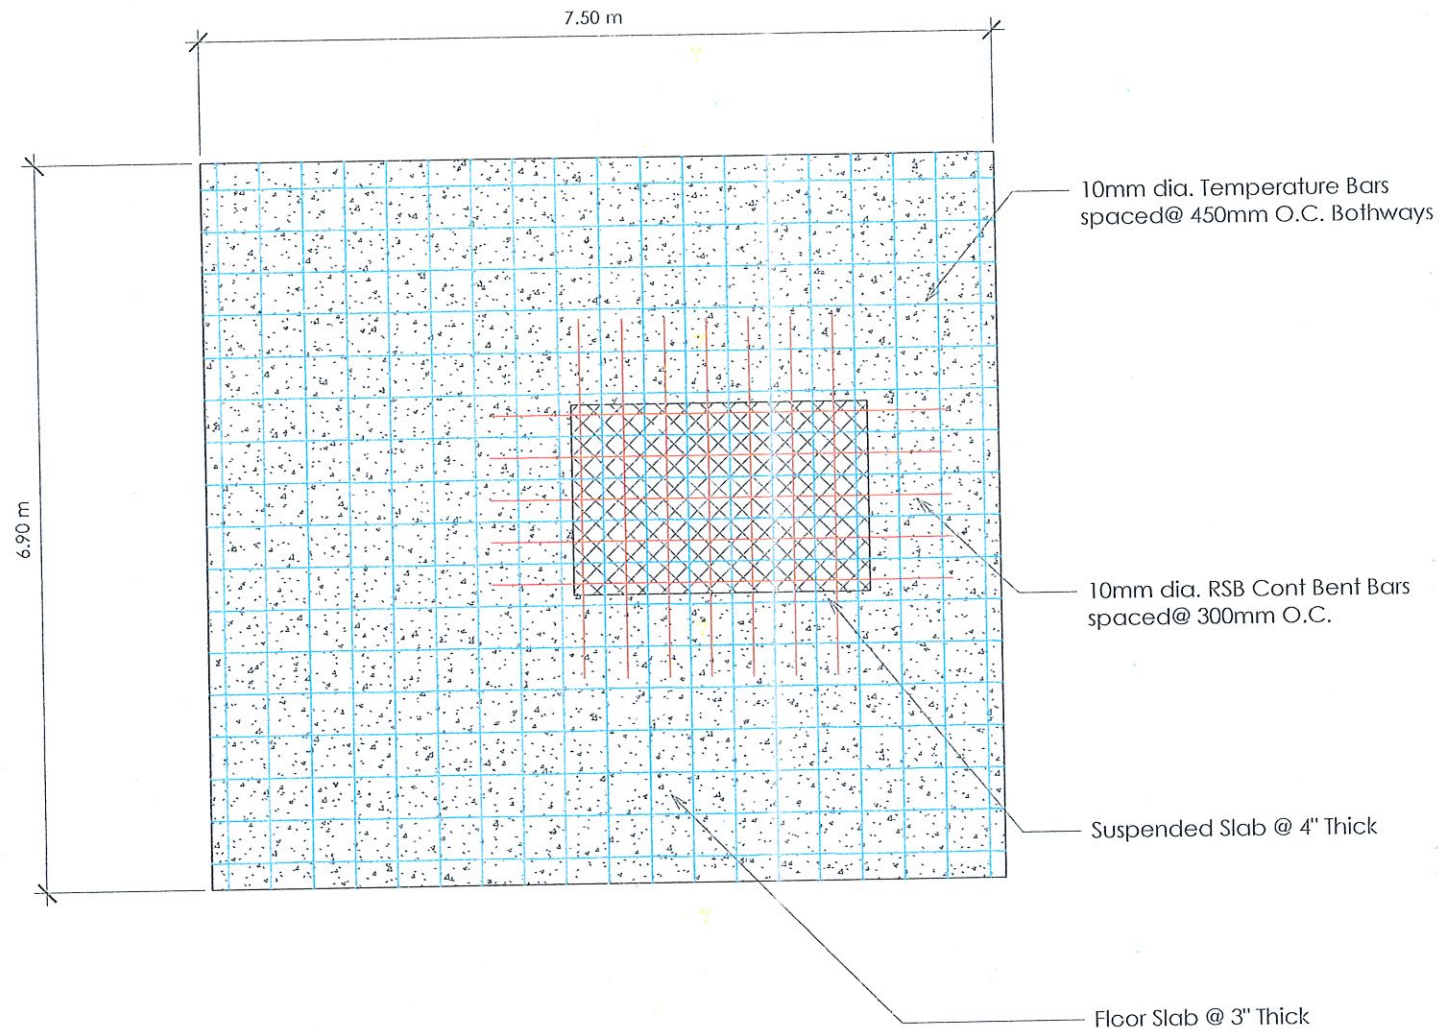 7.50 m
10mm dia. Temperature Bars
spaced@ 450mm O.C. Bothways
6.90 m
10mm dia. RSB Cont Bent Bars
spaced@ 300mm O.C.
Suspended Slab @ 4" Thick
Floor Slab @ 3" Thick